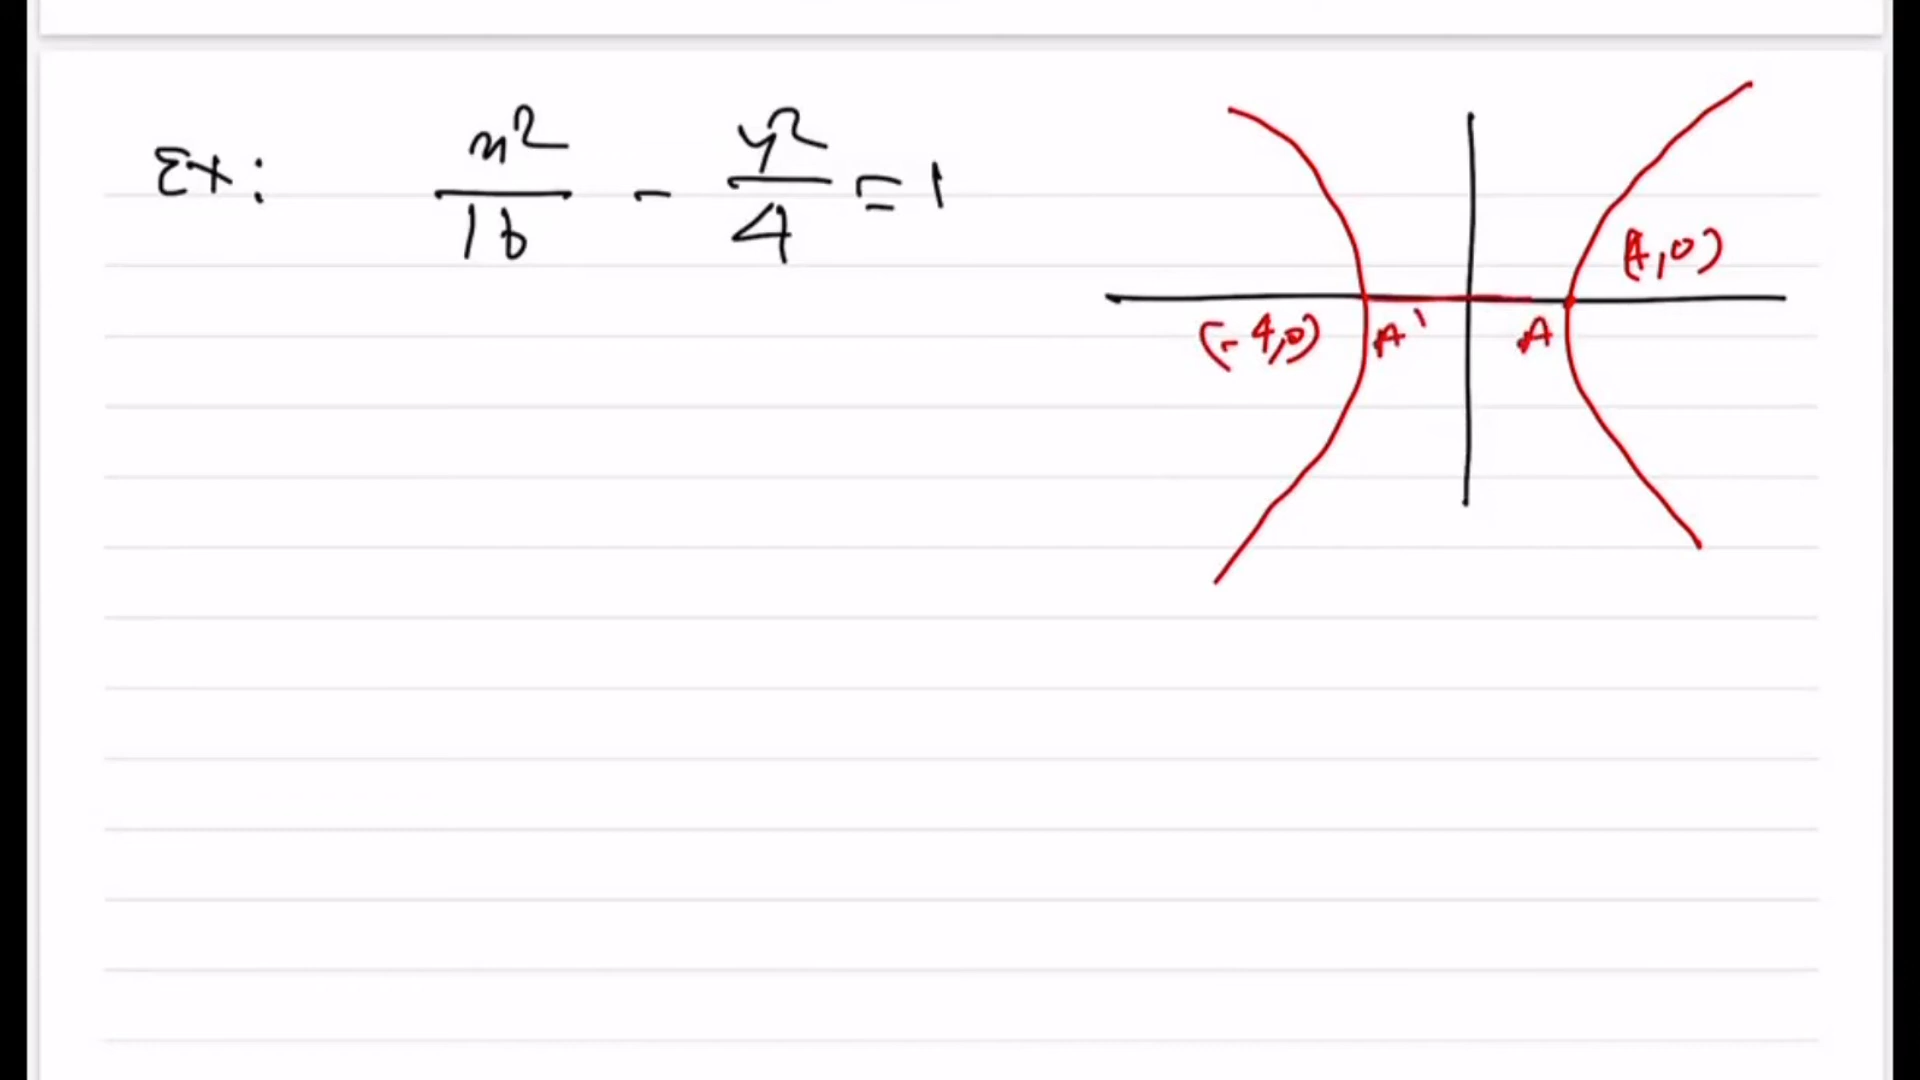 Ex: x²/16 - y²/4 = 1
(4,0)
(-4,0) A' A